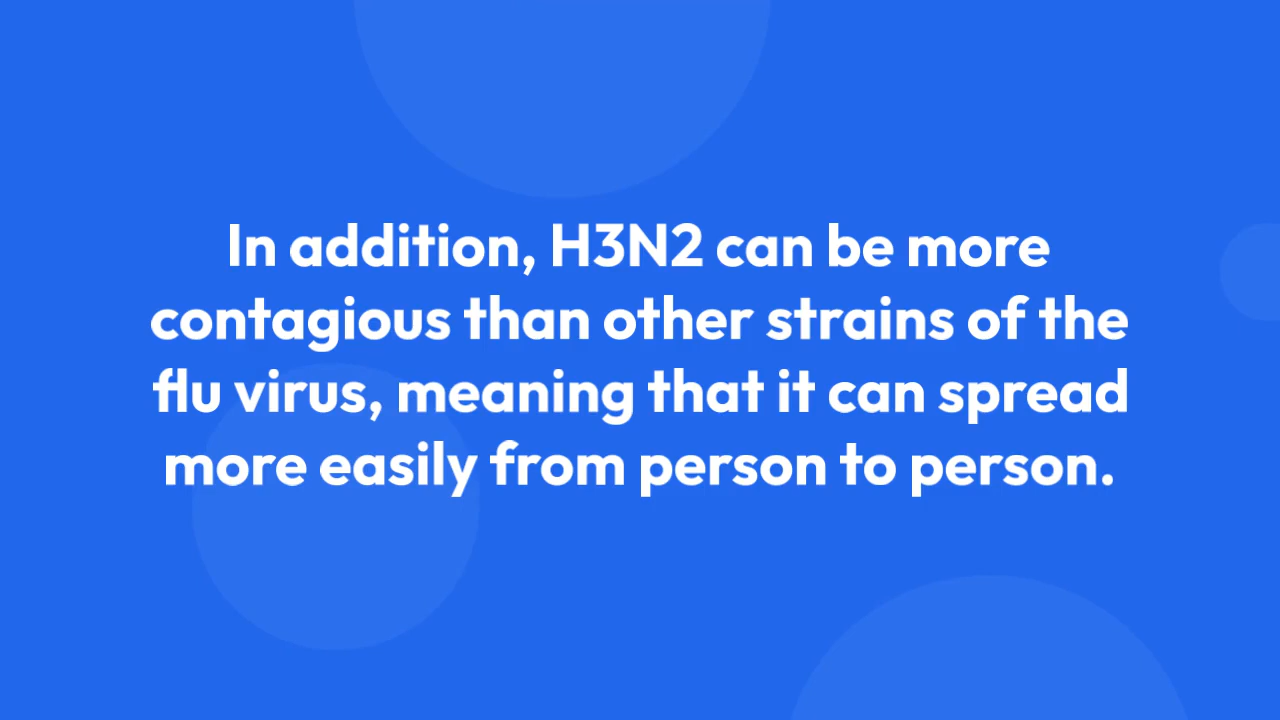 In addition, H3N2 can be more
contagious than other strains of the
flu virus, meaning that it can spread
more easily from person to person.